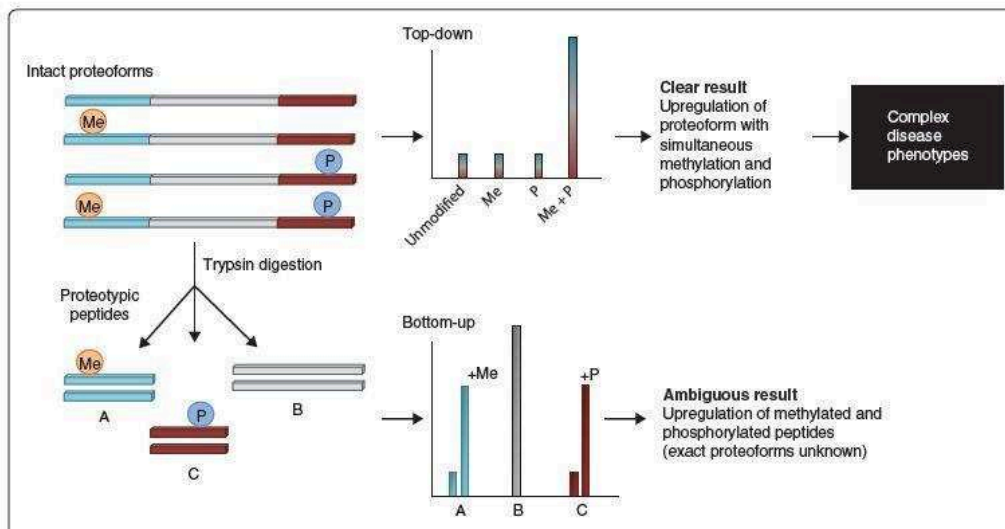 Intact proteoforms
Me
P
Me
P
Top-down
Unmodified
Me
P
Me + P
Clear result
Upregulation of
proteoform with
simultaneous
methylation and
phosphorylation
Complex
disease
phenotypes
Trypsin digestion
Proteotypic
peptides
Me
A
P
C
B
Bottom-up
+Me
+P
A
B
C
Ambiguous result
Upregulation of methylated and
phosphorylated peptides
(exact proteoforms unknown)